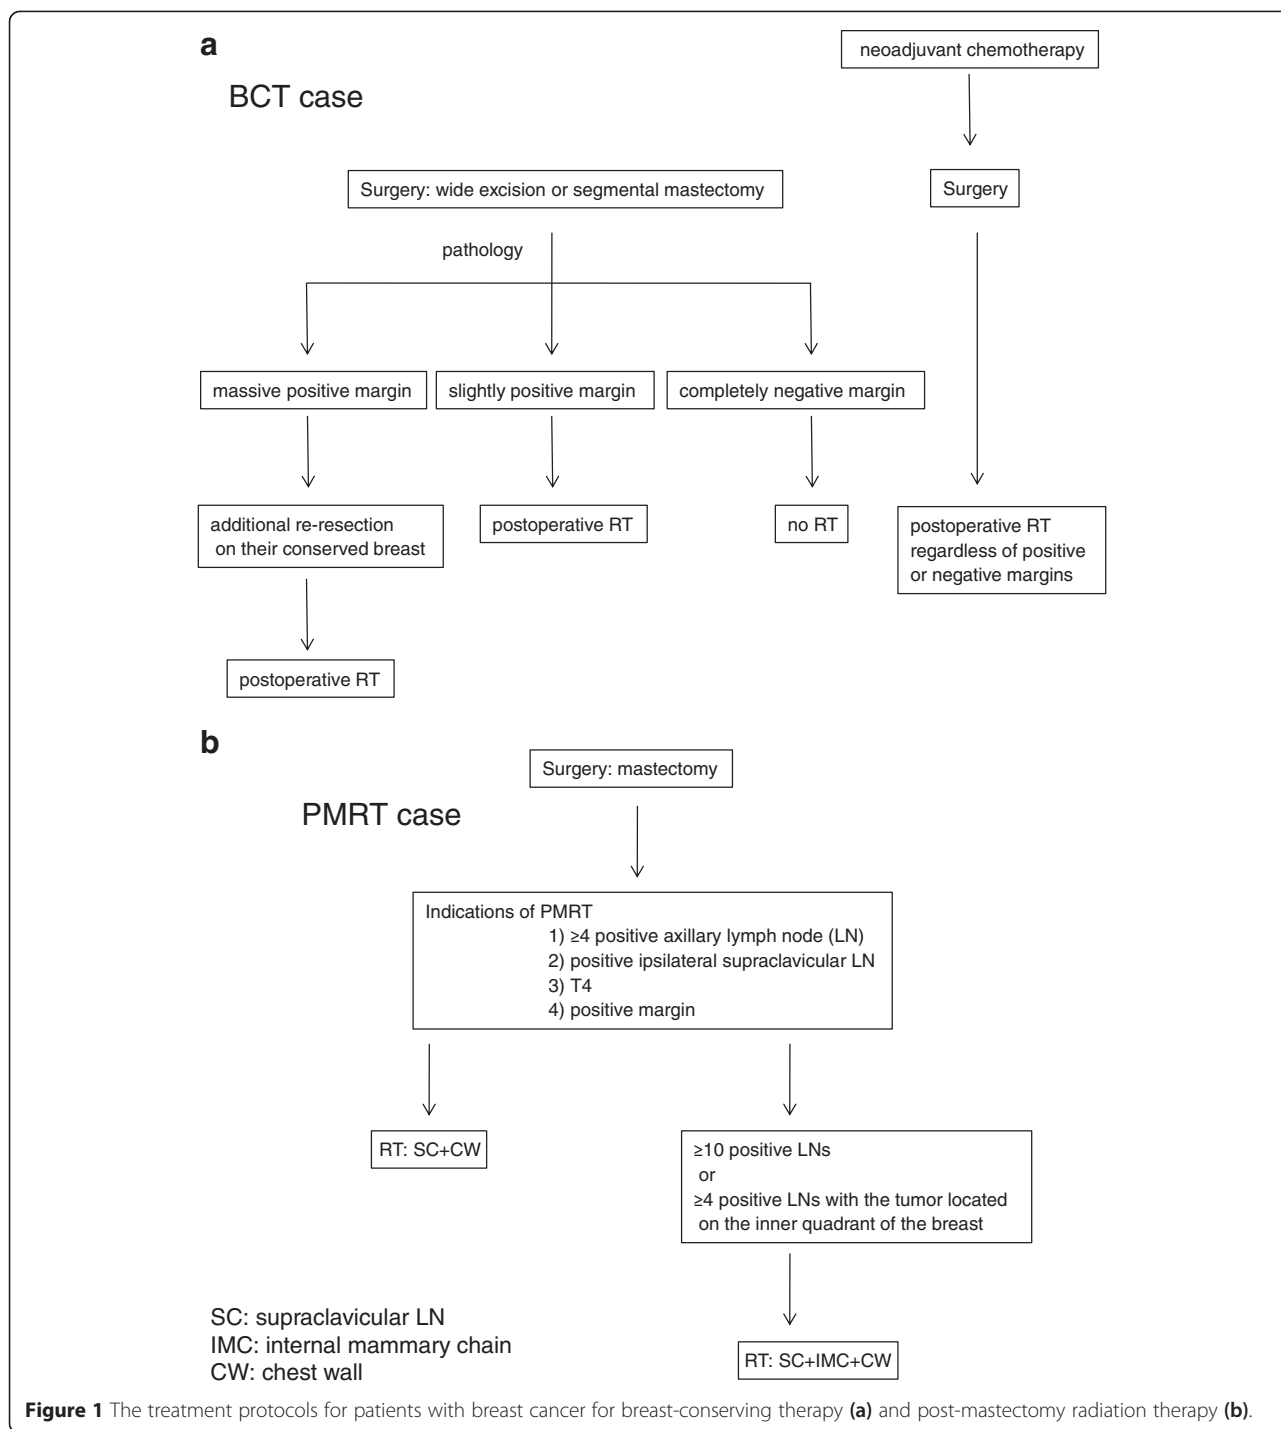 a
BCT case
neoadjuvant chemotherapy
Surgery: wide excision or segmental mastectomy
Surgery
pathology
massive positive margin
slightly positive margin
completely negative margin
additional re-resection
on their conserved breast
postoperative RT
no RT
postoperative RT
regardless of positive
or negative margins
postoperative RT
b
PMRT case
Surgery: mastectomy
Indications of PMRT
1) ≥4 positive axillary lymph node (LN)
2) positive ipsilateral supraclavicular LN
3) T4
4) positive margin
RT: SC+CW
≥10 positive LNs
or
≥4 positive LNs with the tumor located
on the inner quadrant of the breast
RT: SC+IMC+CW
SC: supraclavicular LN
IMC: internal mammary chain
CW: chest wall
Figure 1 The treatment protocols for patients with breast cancer for breast-conserving therapy (a) and post-mastectomy radiation therapy (b).